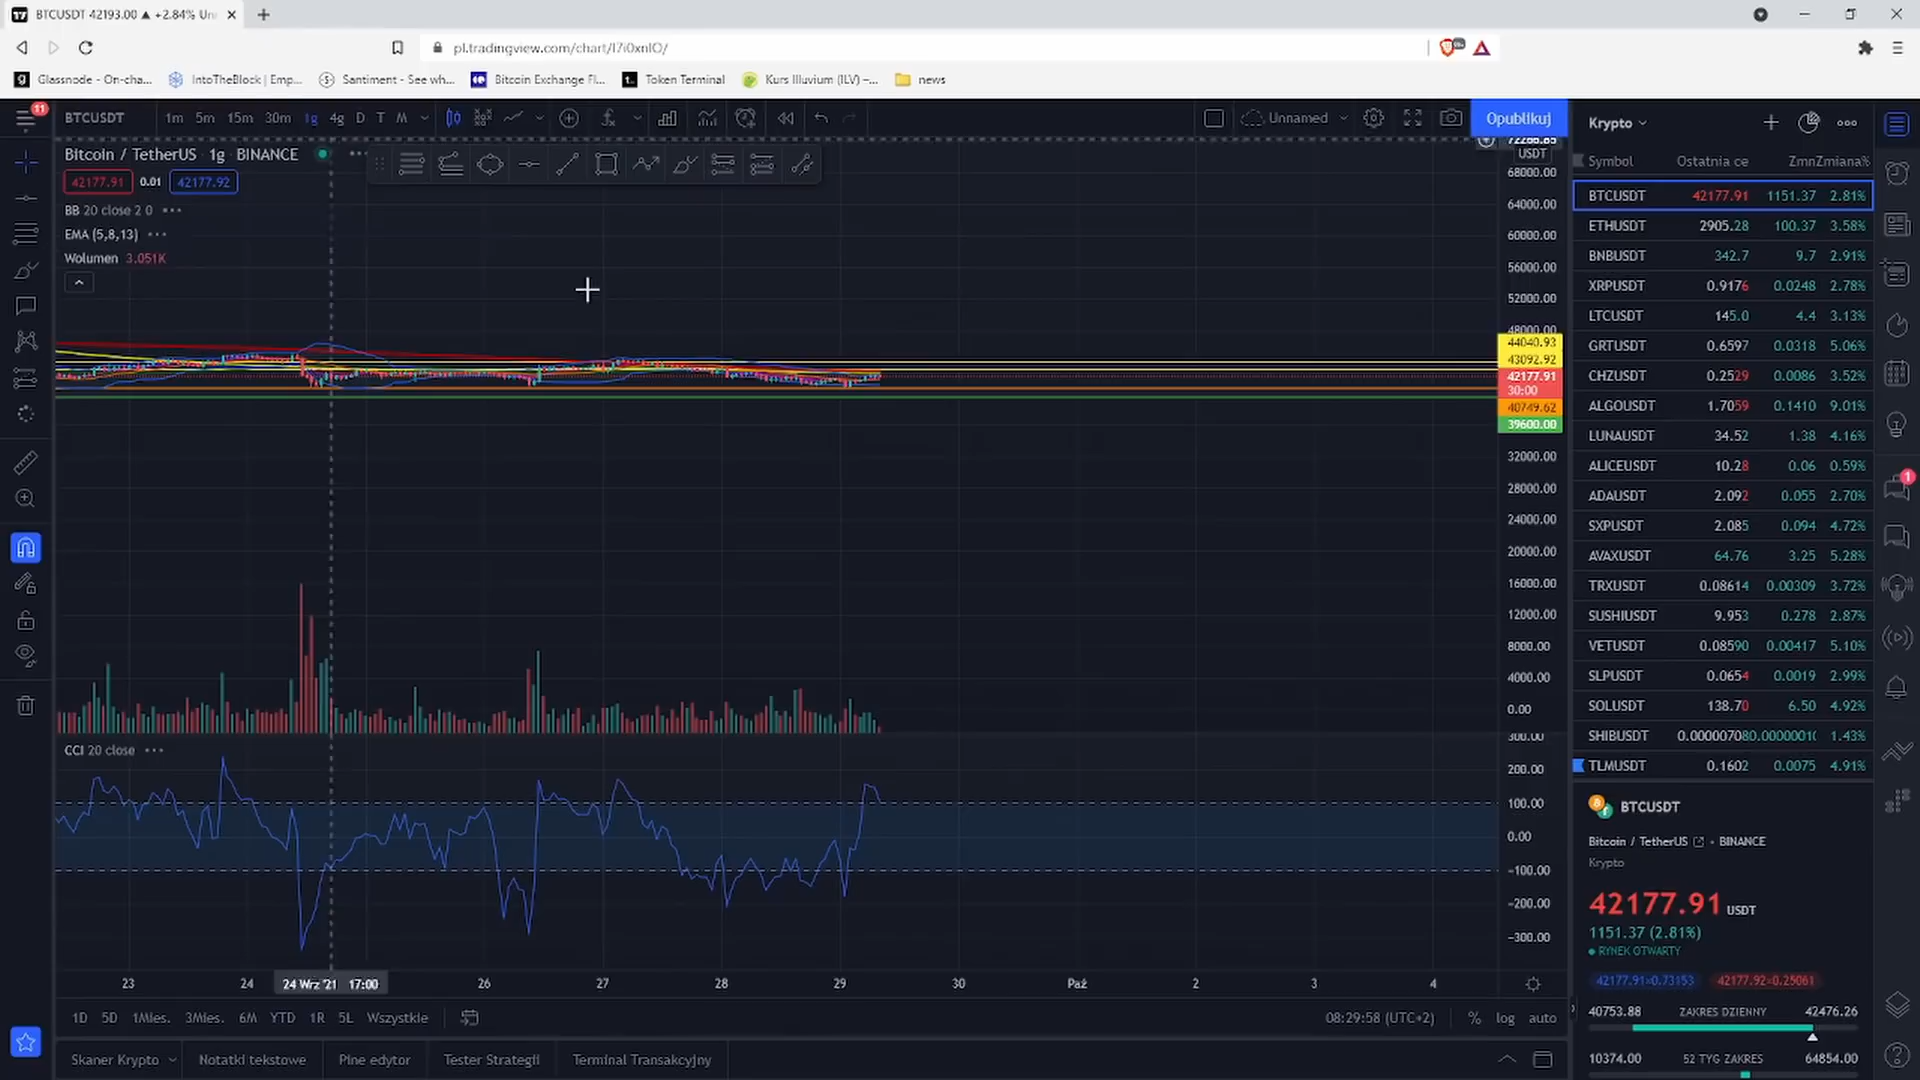 BTCUSDT 42193.00 ▲ +2.84% Un
pl.tradingview.com/chart/I7i0xnIO/
Glassnode - On-cha...
IntoTheBlock | Emp...
Santiment - See wh...
Bitcoin Exchange Fl...
Token Terminal
Kurs Illuvium (ILV) –...
news
11
BTCUSDT
1m 5m 15m 30m 1g 4g D T M
Unnamed
Opublikuj
Bitcoin / TetherUS · 1g · BINANCE
42177.91 0.01 42177.92
BB 20 close 2 0
EMA (5,8,13)
Wolumen 3.051K
USDT
68000.00
64000.00
60000.00
56000.00
52000.00
48000.00
44040.93
43092.92
42177.91
30:00
40749.62
39600.00
32000.00
28000.00
24000.00
20000.00
16000.00
12000.00
8000.00
4000.00
0.00
CCI 20 close
300.00
200.00
100.00
0.00
−100.00
−200.00
−300.00
23 24 24 Wrz '21 17:00 26 27 28 29 30 Paź 2 3 4
1D 5D 1Mies. 3Mies. 6M YTD 1R 5L Wszystkie
08:29:58 (UTC+2) % log auto
Skaner Krypto Notatki tekstowe Pine edytor Tester Strategii Terminal Transakcyjny
Krypto
Symbol Ostatnia ce ZmnZmiana%
BTCUSDT 42177.91 1151.37 2.81%
ETHUSDT 2905.28 100.37 3.58%
BNBUSDT 342.7 9.7 2.91%
XRPUSDT 0.9176 0.0248 2.78%
LTCUSDT 145.0 4.4 3.13%
GRTUSDT 0.6597 0.0318 5.06%
CHZUSDT 0.2529 0.0086 3.52%
ALGOUSDT 1.7059 0.1410 9.01%
LUNAUSDT 34.52 1.38 4.16%
ALICEUSDT 10.28 0.06 0.59%
ADAUSDT 2.092 0.055 2.70%
SXPUSDT 2.085 0.094 4.72%
AVAXUSDT 64.76 3.25 5.28%
TRXUSDT 0.08614 0.00309 3.72%
SUSHIUSDT 9.953 0.278 2.87%
VETUSDT 0.08590 0.00417 5.10%
SLPUSDT 0.0654 0.0019 2.99%
SOLUSDT 138.70 6.50 4.92%
SHIBUSDT 0.00000708 0.0000001( 1.43%
TLMUSDT 0.1602 0.0075 4.91%
BTCUSDT
Bitcoin / TetherUS • BINANCE
Krypto
42177.91 USDT
1151.37 (2.81%)
RYNEK OTWARTY
42177.91×0.73153 42177.92×0.25061
40753.88 ZAKRES DZIENNY 42476.26
10374.00 52 TYG ZAKRES 64854.00
1